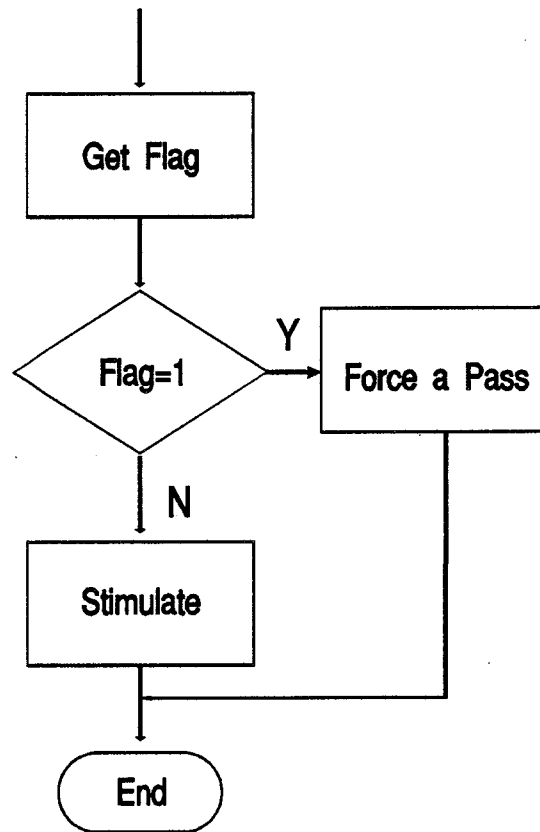 Get Flag
Flag=1
Y
Force a Pass
N
Stimulate
End